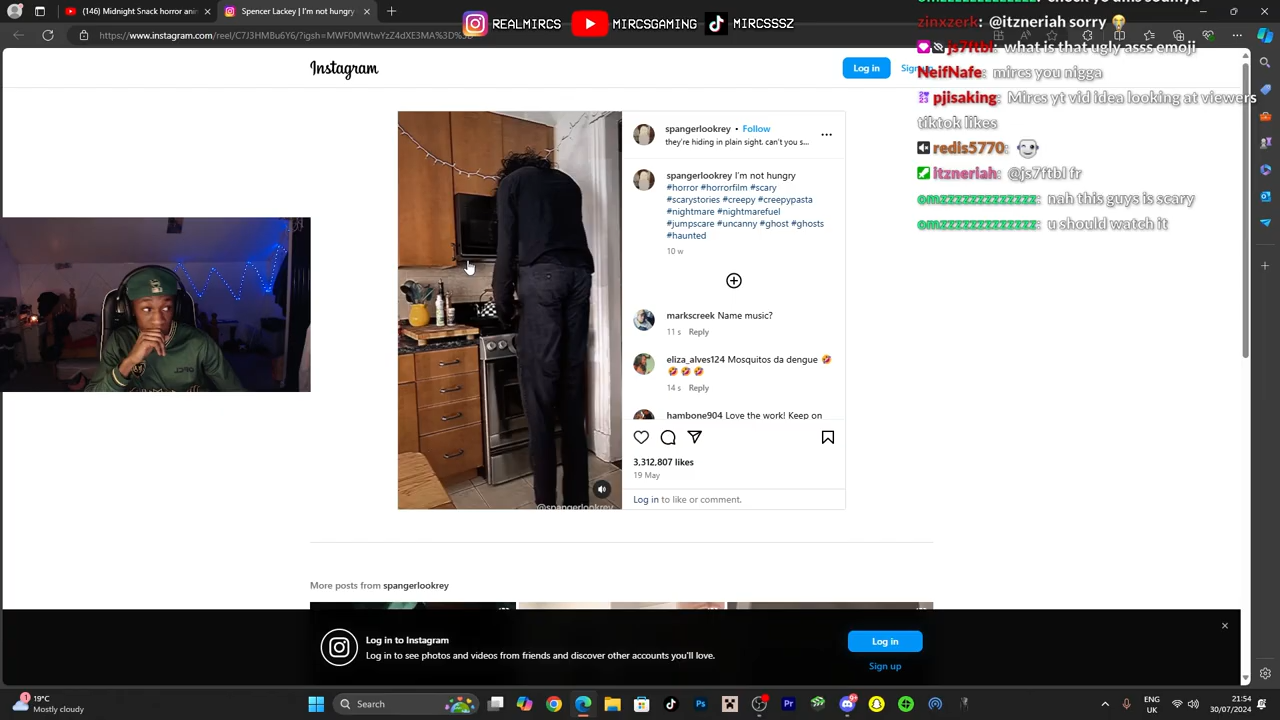 (146) Midnight Snack horror ani
Spencer Lackey | I'm not hungry
REALMIRCS
MIRCSGAMING
MIRCSSSZ
https://www.instagram.com/reel/C7J3HMt0u6Y6/?igsh=MWF0MWtwYzZ4dXE3MA%3D%3D
zinxzerk: @itzneriah sorry 😭
js7ftbl: what is that ugly asss emoji
NeifNafe: mircs you nigga
pjisaking: Mircs yt vid idea looking at viewers
tiktok likes
redis5770:
itzneriah: @js7ftbl fr
omzzzzzzzzzzzzz: nah this guys is scary
omzzzzzzzzzzzzz: u should watch it
Instagram
Log in
Sign up
spangerlookrey • Follow
they're hiding in plain sight. can't you s...
spangerlookrey I'm not hungry
#horror #horrorfilm #scary
#scarystories #creepy #creepypasta
#nightmare #nightmarefuel
#jumpscare #uncanny #ghost #ghosts
#haunted
10 w
markscreek Name music?
11 s Reply
eliza_alves124 Mosquitos da dengue 🤣
🤣🤣🤣
14 s Reply
hambone904 Love the work! Keep on
3,312,807 likes
19 May
Log in to like or comment.
@spangerlookrey
More posts from spangerlookrey
Log in to Instagram
Log in to see photos and videos from friends and discover other accounts you'll love.
Log in
Sign up
19°C
Mostly cloudy
Search
ENG
UK
21:54
30/07/2024